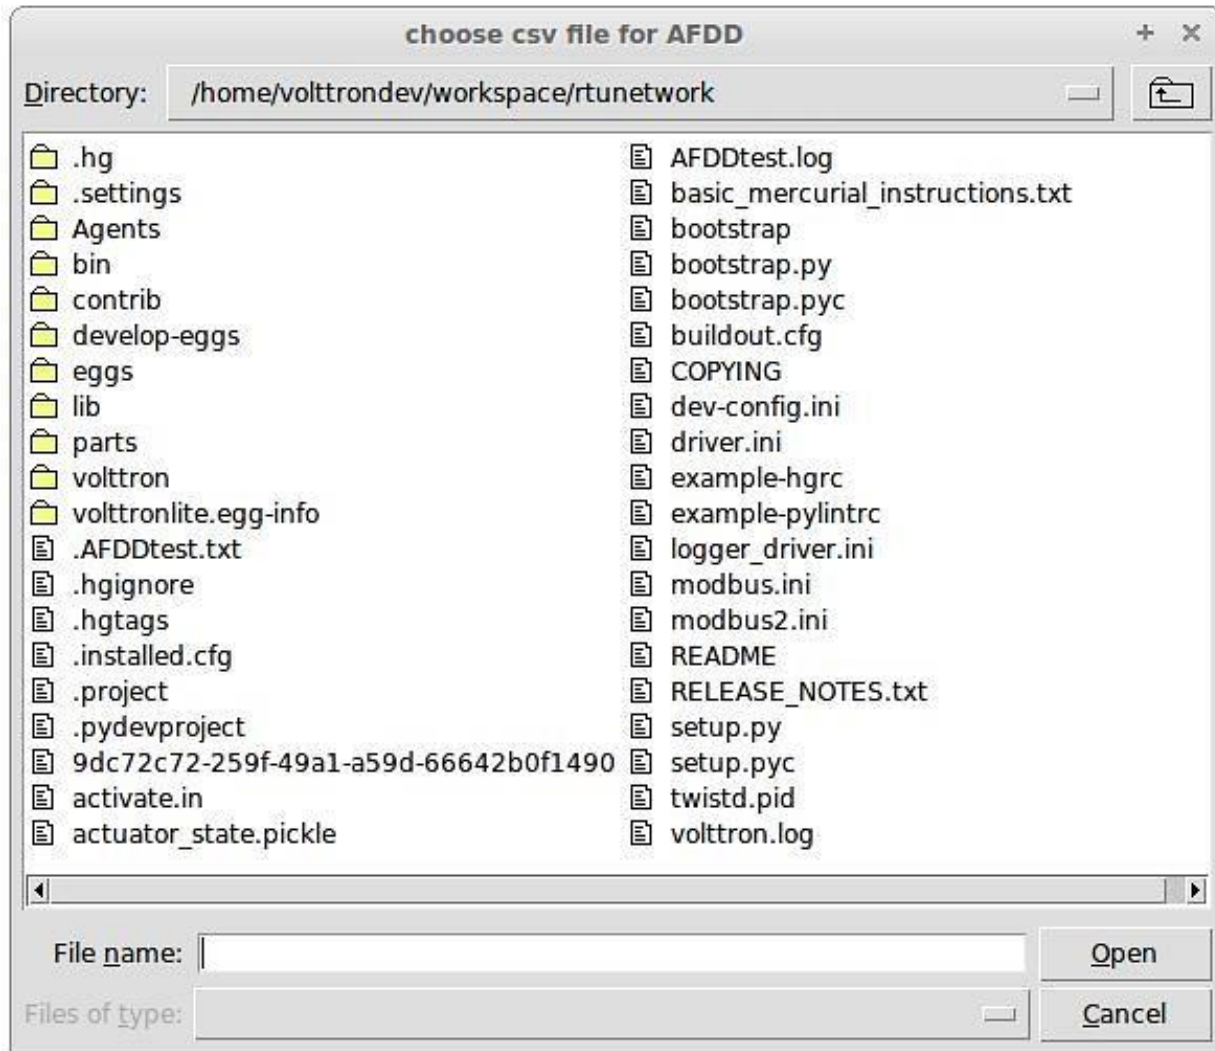 choose csv file for AFDD
Directory: /home/volttrondev/workspace/rtunetwork
.hg
.settings
Agents
bin
contrib
develop-eggs
eggs
lib
parts
volttron
volttronlite.egg-info
.AFDDtest.txt
.hgignore
.hgtags
.installed.cfg
.project
.pydevproject
9dc72c72-259f-49a1-a59d-66642b0f1490
activate.in
actuator_state.pickle
AFDDtest.log
basic_mercurial_instructions.txt
bootstrap
bootstrap.py
bootstrap.pyc
buildout.cfg
COPYING
dev-config.ini
driver.ini
example-hgrc
example-pylintrc
logger_driver.ini
modbus.ini
modbus2.ini
README
RELEASE_NOTES.txt
setup.py
setup.pyc
twistd.pid
volttron.log
File name:
Open
Files of type:
Cancel